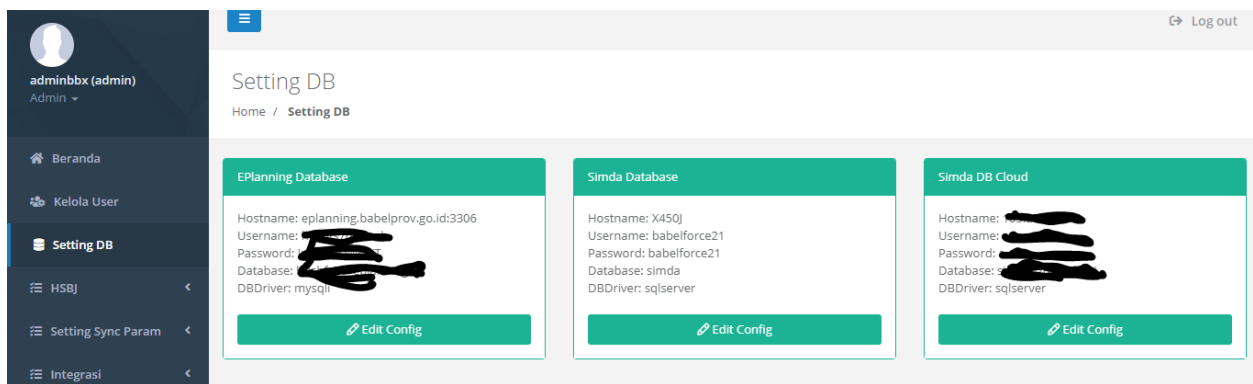 Log out
adminbbx (admin)
Admin
Setting DB
Home / Setting DB
Beranda
Kelola User
Setting DB
HSBJ
Setting Sync Param
Integrasi
EPlanning Database
Hostname: eplanning.babelprov.go.id:3306
Username:
Password:
Database:
DBDriver: mysqli
Edit Config
Simda Database
Hostname: X450J
Username: babelforce21
Password: babelforce21
Database: simda
DBDriver: sqlserver
Edit Config
Simda DB Cloud
Hostname:
Username:
Password:
Database:
DBDriver: sqlserver
Edit Config